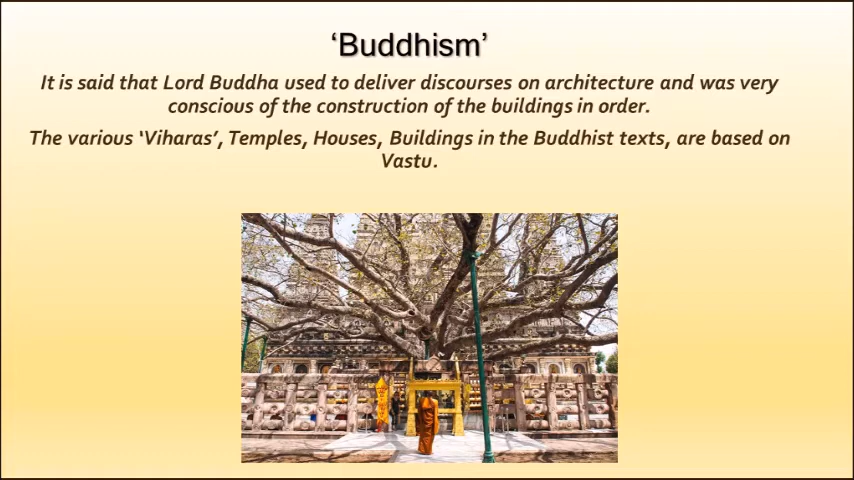 ‘Buddhism’
It is said that Lord Buddha used to deliver discourses on architecture and was very
conscious of the construction of the buildings in order.
The various ‘Viharas’, Temples, Houses, Buildings in the Buddhist texts, are based on
Vastu.